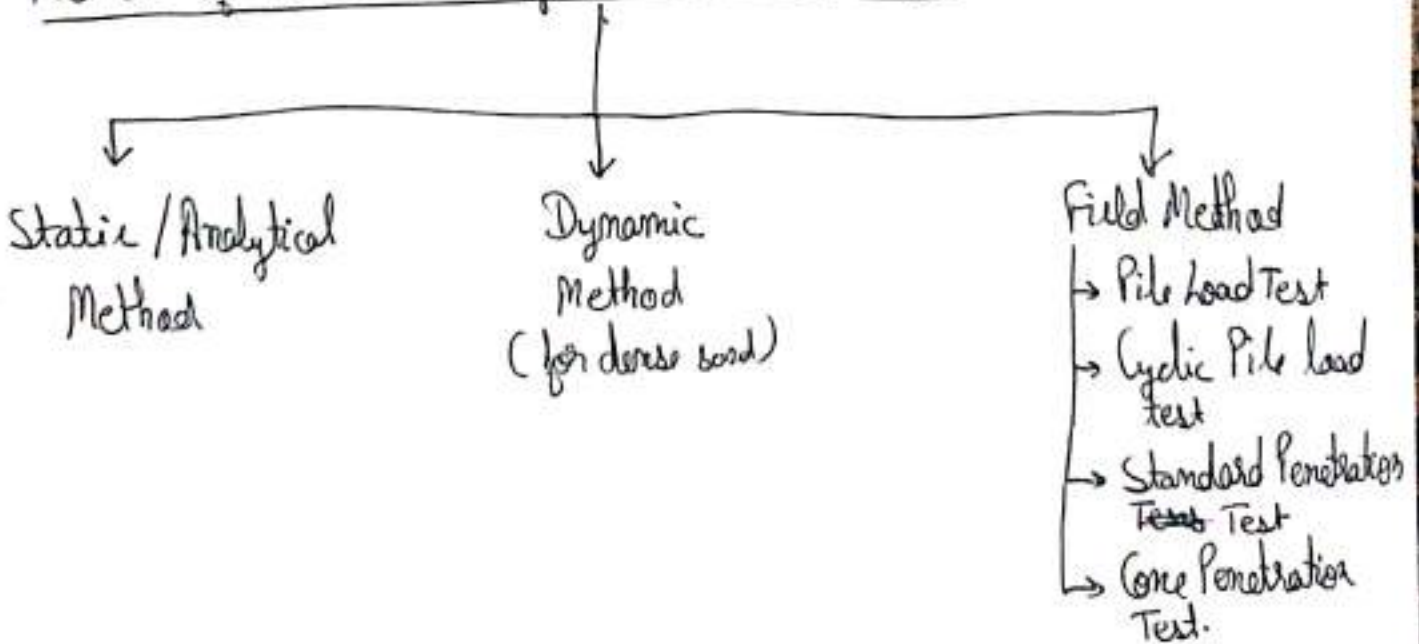 Static / Analytical
Method
Dynamic
Method
(for dense sand)
Field Method
→ Pile Load Test
→ Cyclic Pile load
test
→ Standard Penetration
Test
→ Cone Penetration
Test.